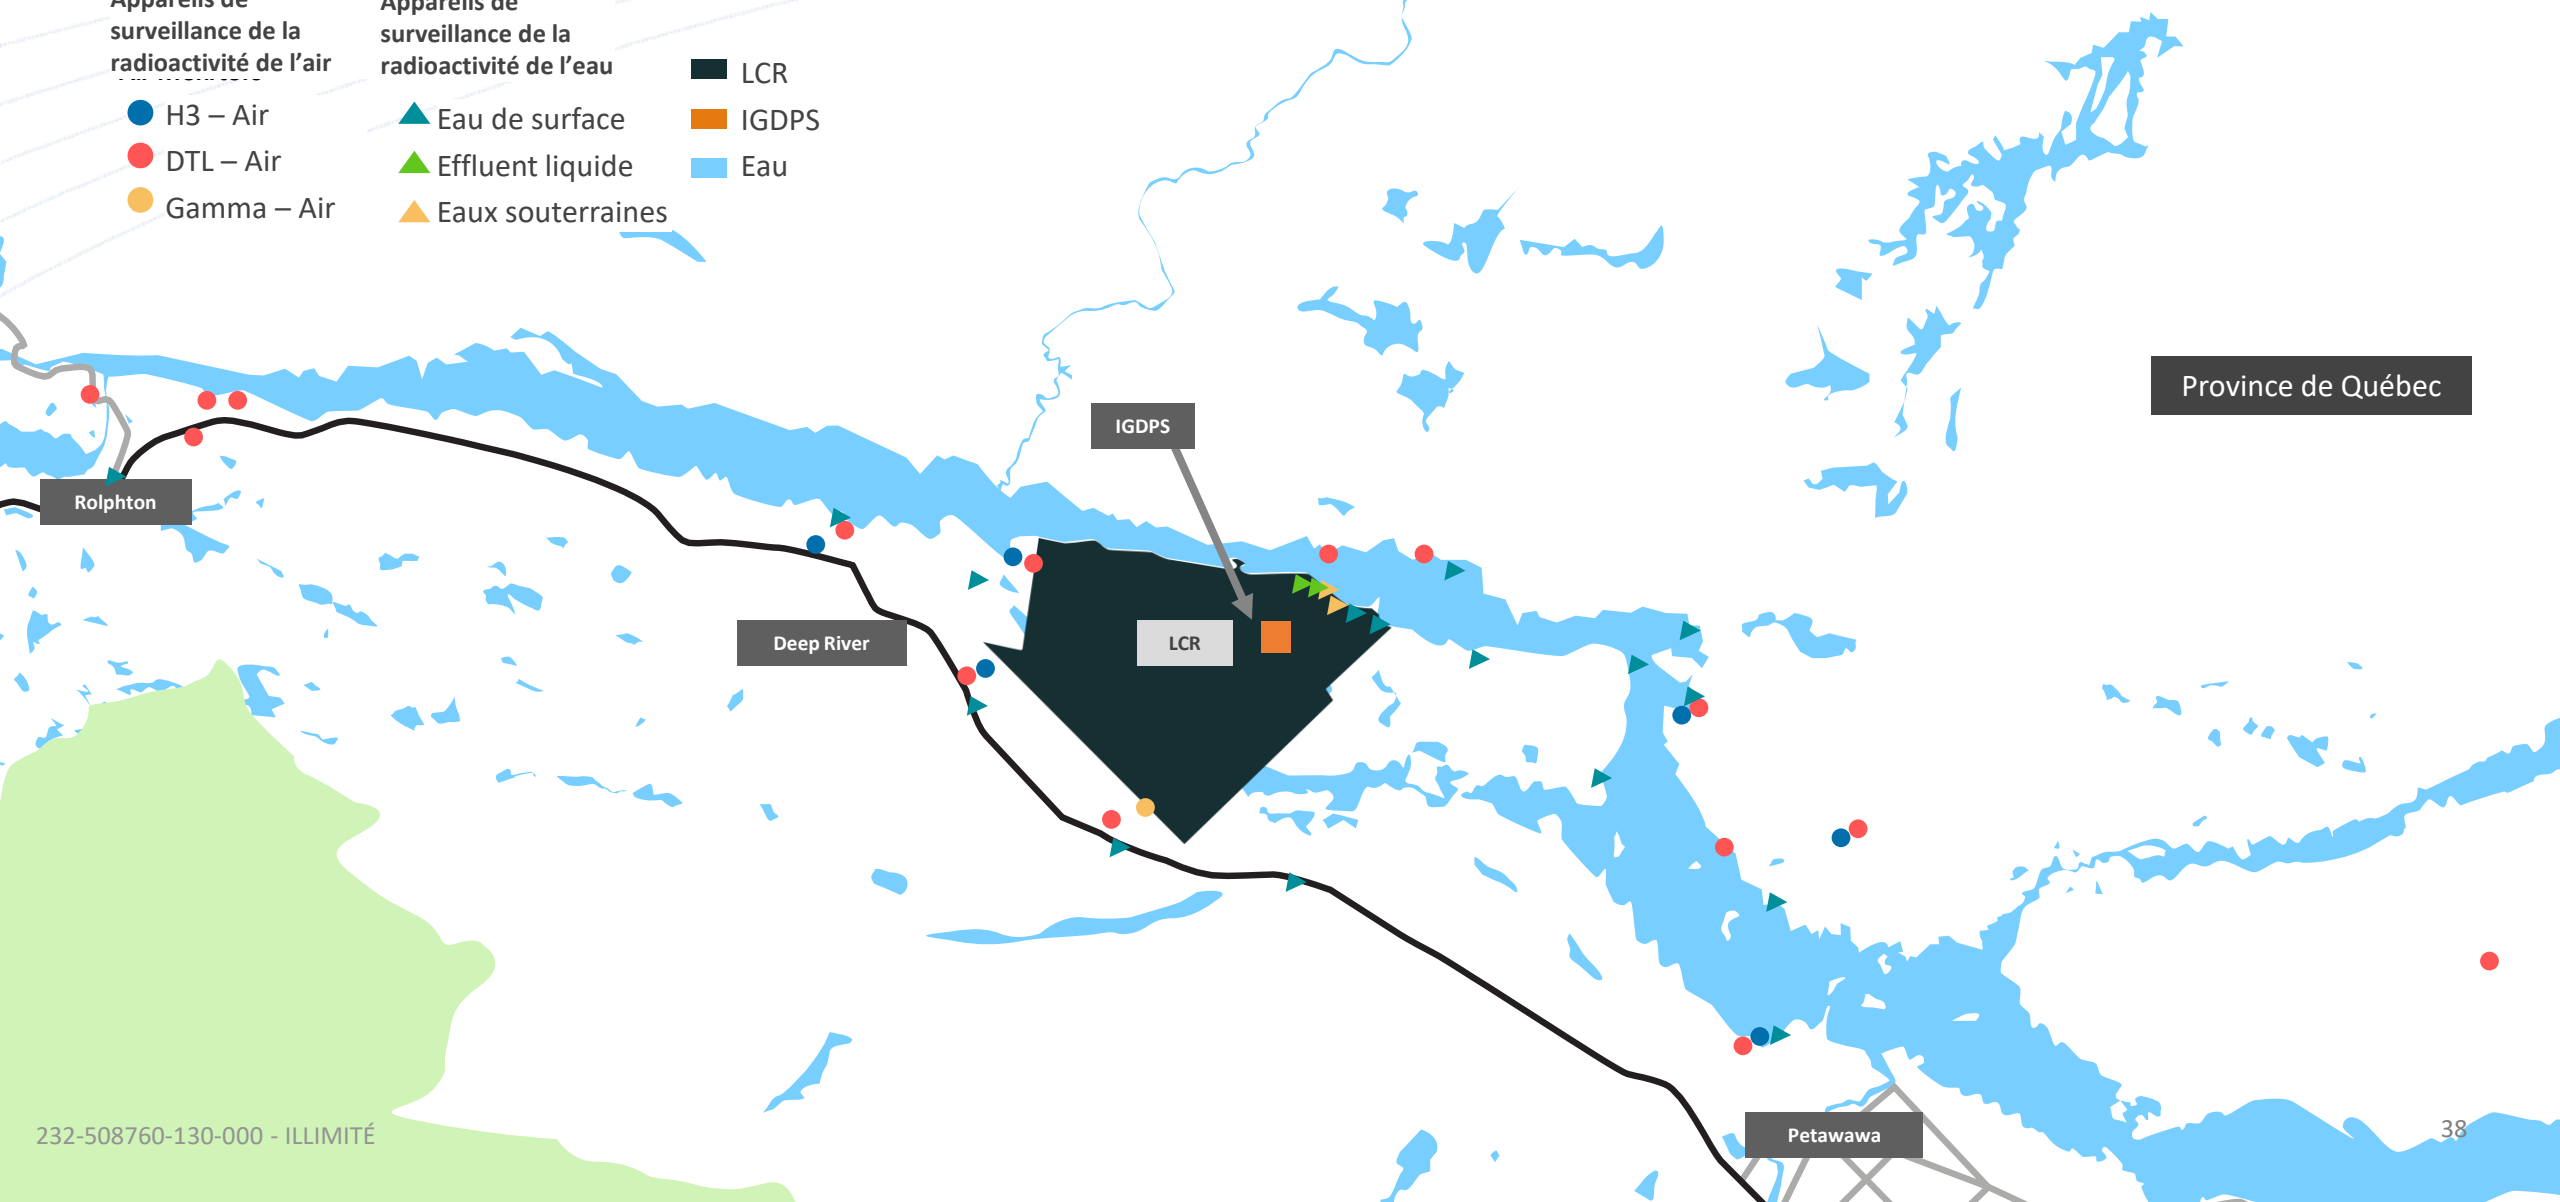 Appareils de
surveillance de la
radioactivité de l'air
H3 – Air
DTL – Air
Gamma – Air
Appareils de
surveillance de la
radioactivité de l'eau
Eau de surface
Effluent liquide
Eaux souterraines
LCR
IGDPS
Eau
Province de Québec
IGDPS
Rolphton
Deep River
LCR
Petawawa
232-508760-130-000 - ILLIMITÉ
38